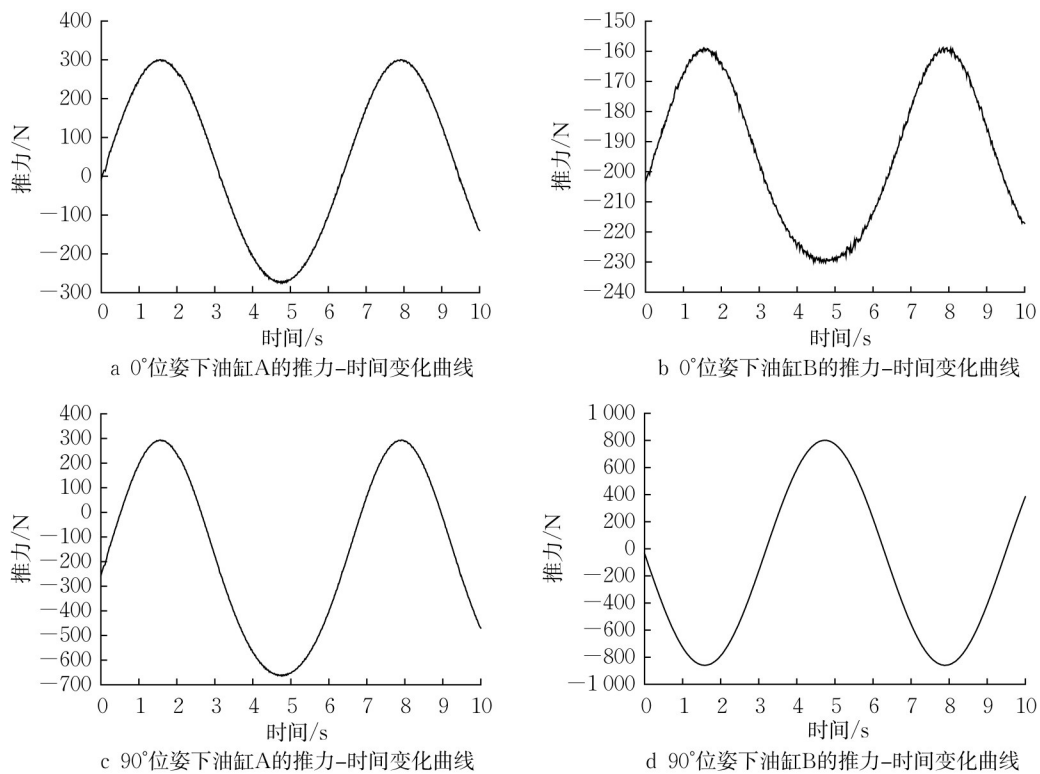 400
300
200
100
0
—100
—200
—300
推力/N
0 1 2 3 4 5 6 7 8 9 10
时间/s
a 0°位姿下油缸A的推力–时间变化曲线
—150
—160
—170
—180
—190
—200
—210
—220
—230
—240
推力/N
0 1 2 3 4 5 6 7 8 9 10
时间/s
b 0°位姿下油缸B的推力–时间变化曲线
400
300
200
100
0
—100
—200
—300
—400
—500
—600
—700
推力/N
0 1 2 3 4 5 6 7 8 9 10
时间/s
c 90°位姿下油缸A的推力–时间变化曲线
1 000
800
600
400
200
0
—200
—400
—600
—800
—1 000
推力/N
0 1 2 3 4 5 6 7 8 9 10
时间/s
d 90°位姿下油缸B的推力–时间变化曲线